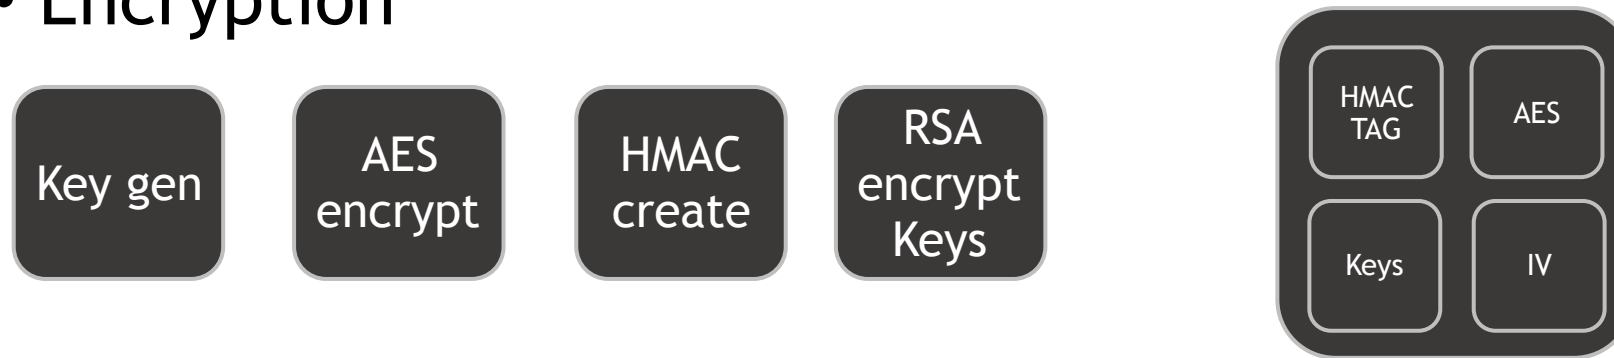 • Encryption
Key gen
AES
encrypt
HMAC
create
RSA
encrypt
Keys
HMAC
TAG
AES
Keys
IV